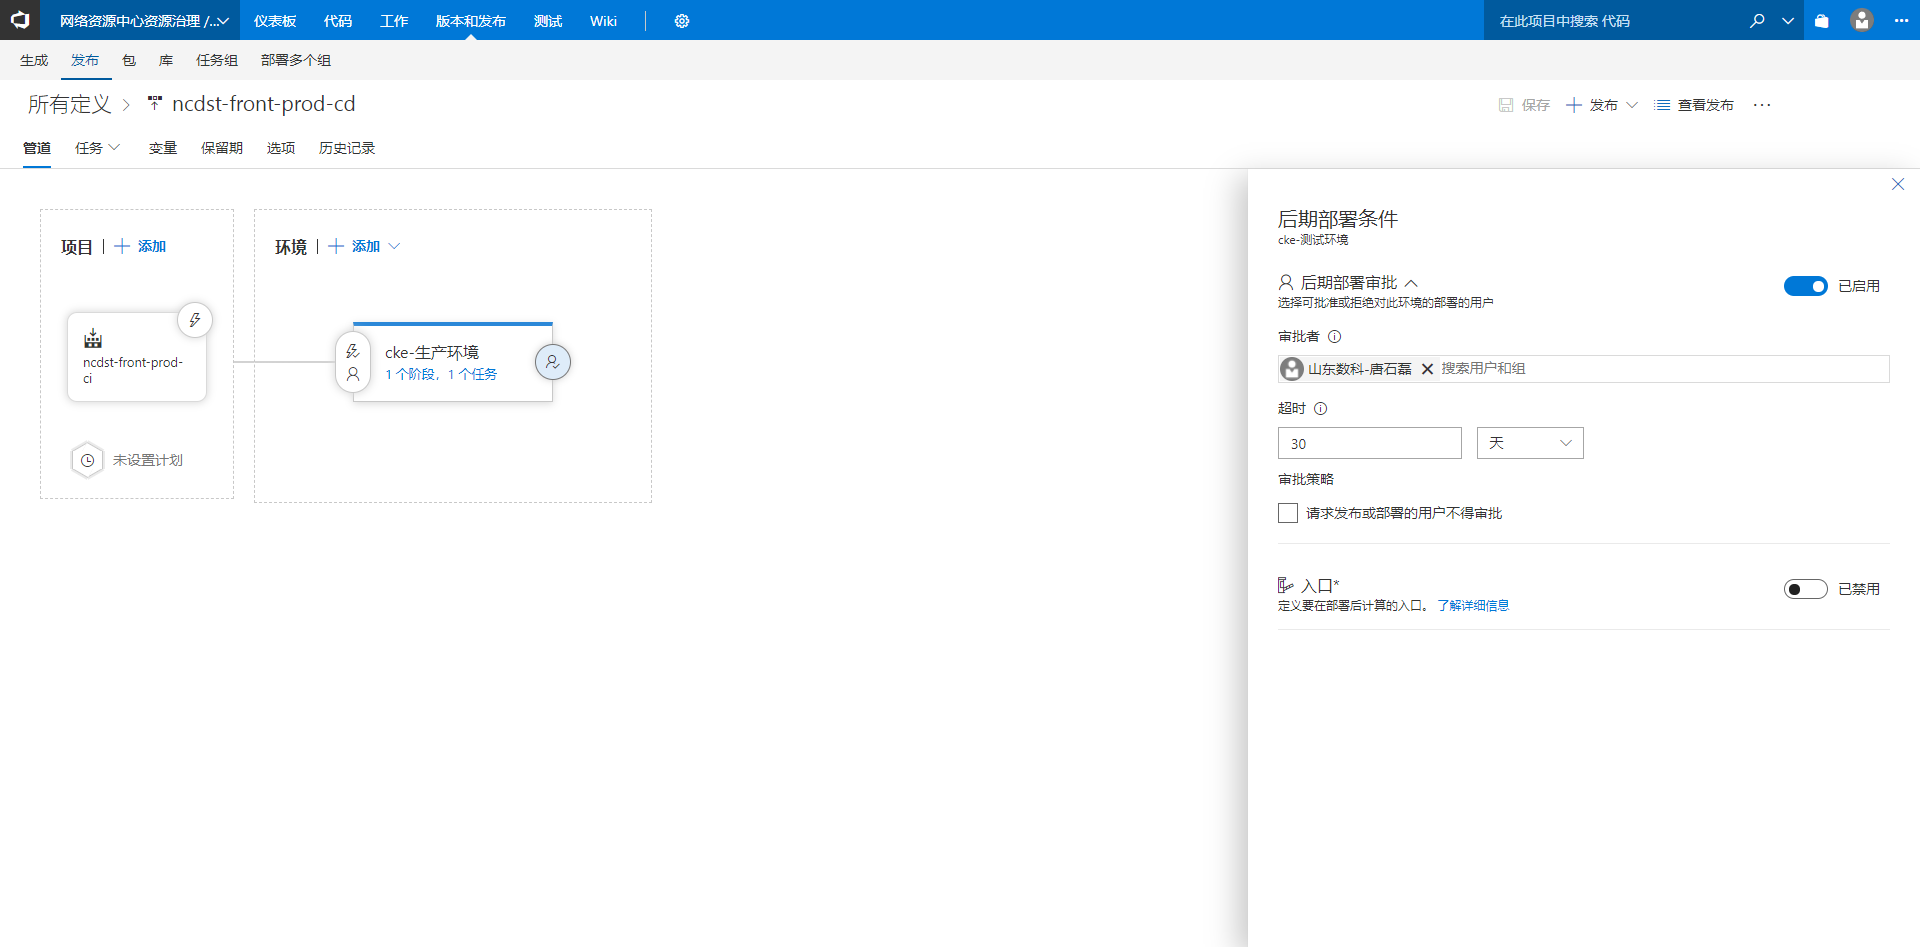 网络资源中心资源治理 /...
仪表板
代码
工作
版本和发布
测试
Wiki
在此项目中搜索 代码
生成
发布
包
库
任务组
部署多个组
所有定义
ncdst-front-prod-cd
保存
发布
查看发布
管道
任务
变量
保留期
选项
历史记录
项目
添加
ncdst-front-prod-
ci
未设置计划
环境
添加
cke-生产环境
1 个阶段，1 个任务
后期部署条件
cke-测试环境
后期部署审批
已启用
选择可批准或拒绝对此环境的部署的用户
审批者
山东数科-唐石磊
搜索用户和组
超时
30
天
审批策略
请求发布或部署的用户不得审批
入口*
已禁用
定义要在部署后计算的入口。 了解详细信息